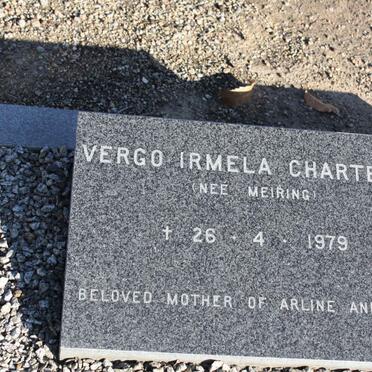 VERGO IRMELA CHARTE
(NEE MEIRING)
† 26 · 4 · 1979
BELOVED MOTHER OF ARLINE AN